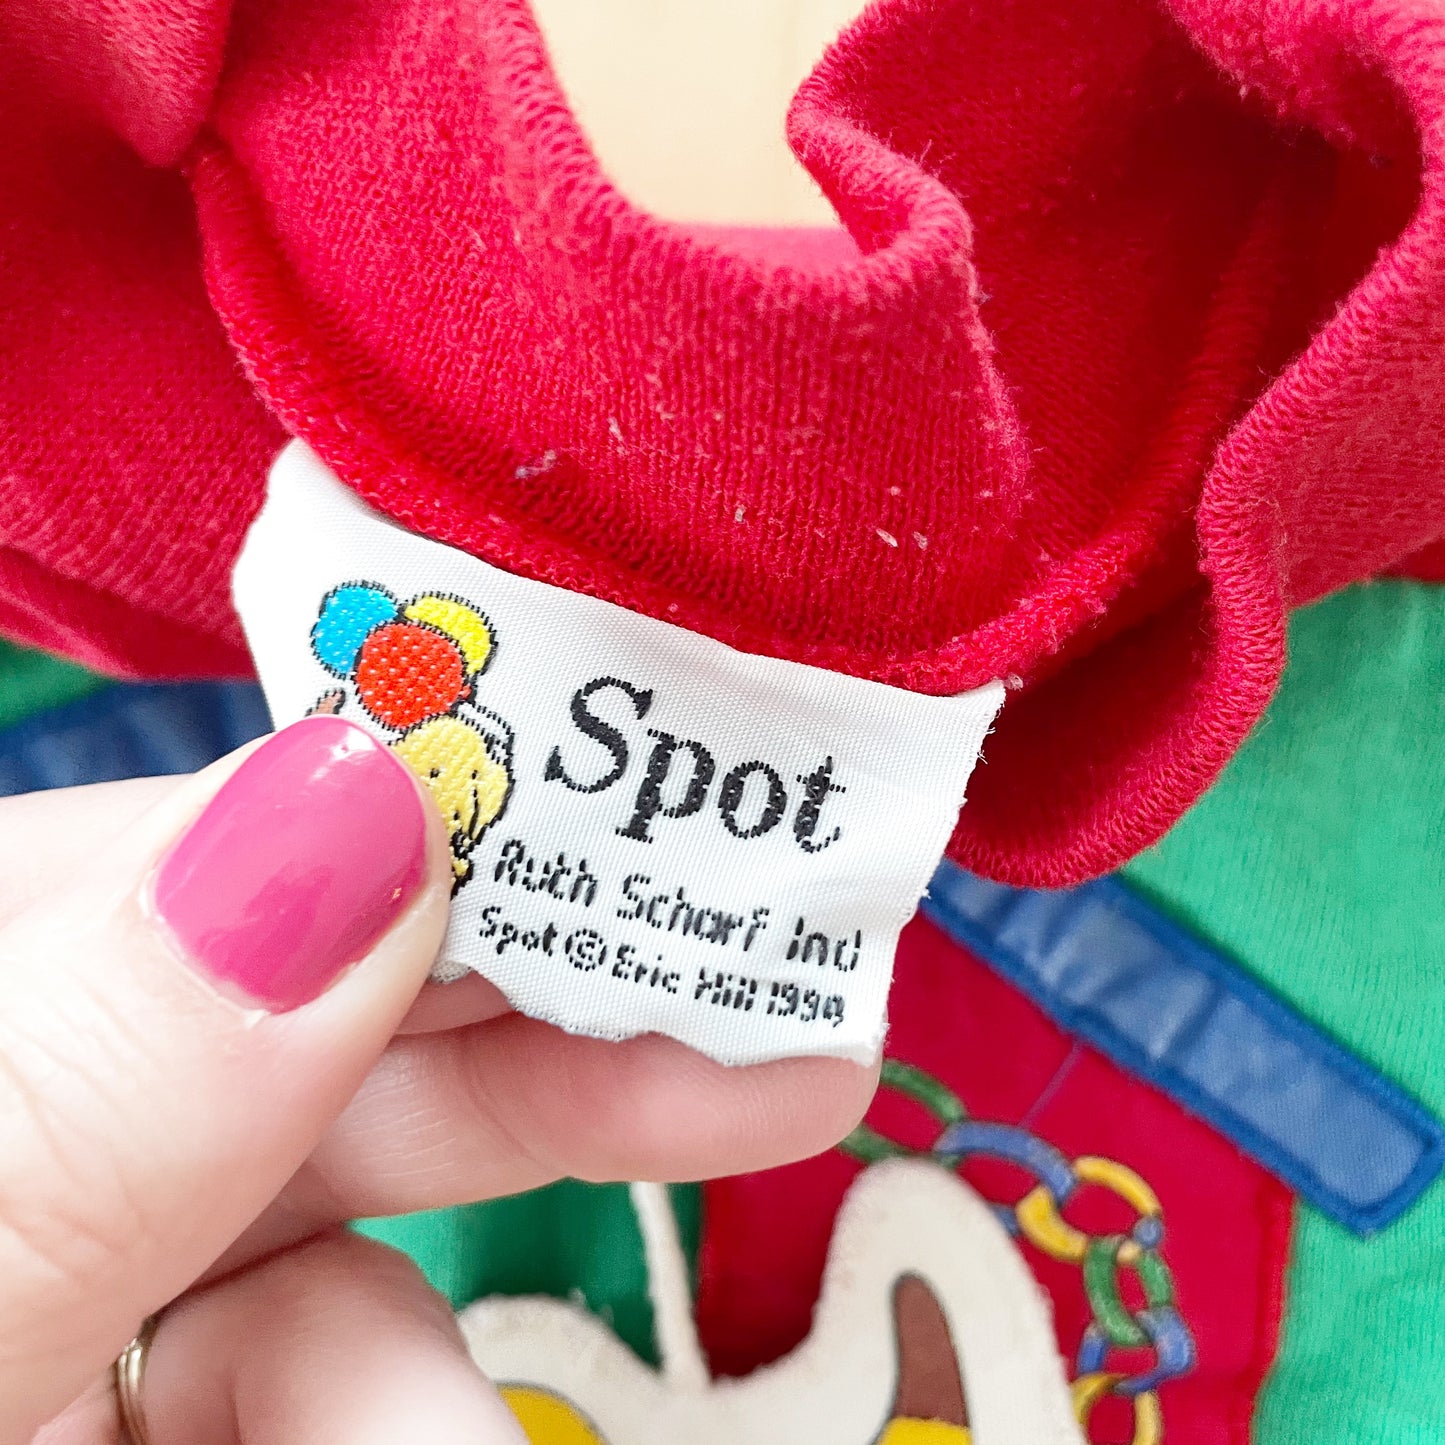 Spot
Ruth Scharf Ind
Spot © Eric Hill 1994